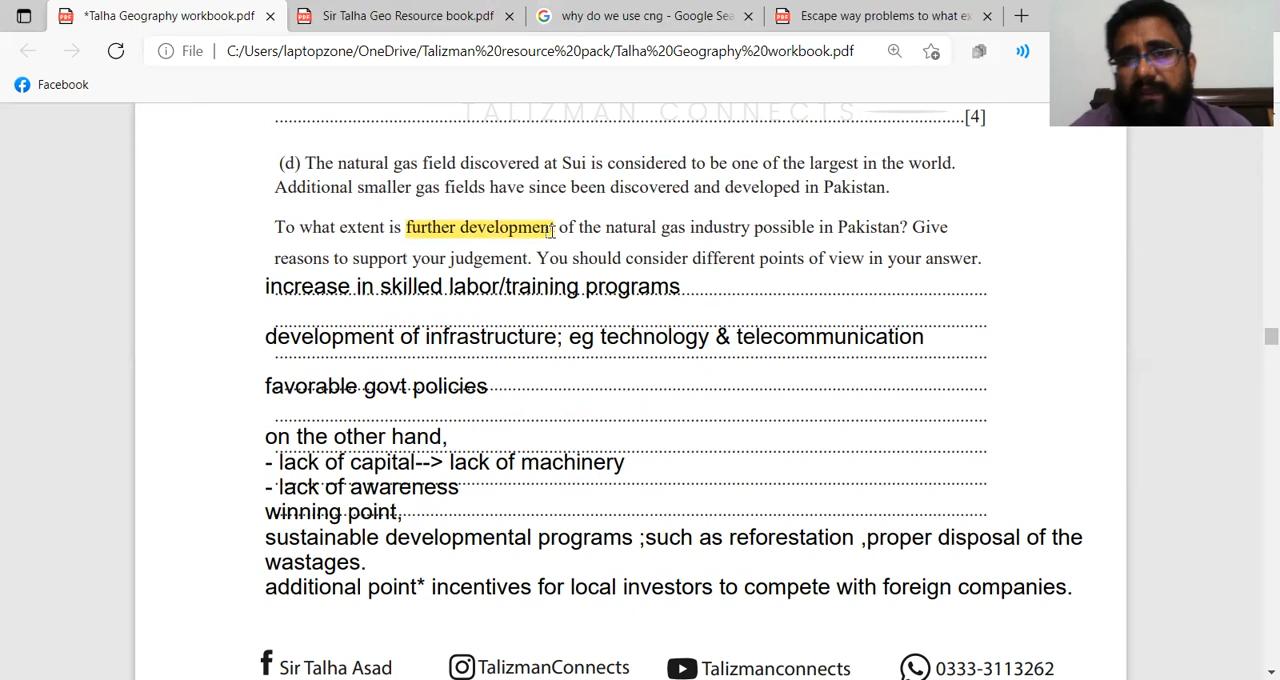 *Talha Geography workbook.pdf
Sir Talha Geo Resource book.pdf
why do we use cng - Google Sea
Escape way problems to what ex
File
C:/Users/laptopzone/OneDrive/Talizman%20resource%20pack/Talha%20Geography%20workbook.pdf
Facebook
TALIZMAN CONNECTS
[4]
(d) The natural gas field discovered at Sui is considered to be one of the largest in the world.
Additional smaller gas fields have since been discovered and developed in Pakistan.
To what extent is further development of the natural gas industry possible in Pakistan? Give
reasons to support your judgement. You should consider different points of view in your answer.
increase in skilled labor/training programs
development of infrastructure; eg technology & telecommunication
favorable govt policies
on the other hand,
- lack of capital--> lack of machinery
- lack of awareness
winning point,
sustainable developmental programs ;such as reforestation ,proper disposal of the
wastages.
additional point* incentives for local investors to compete with foreign companies.
Sir Talha Asad
TalizmanConnects
Talizmanconnects
0333-3113262